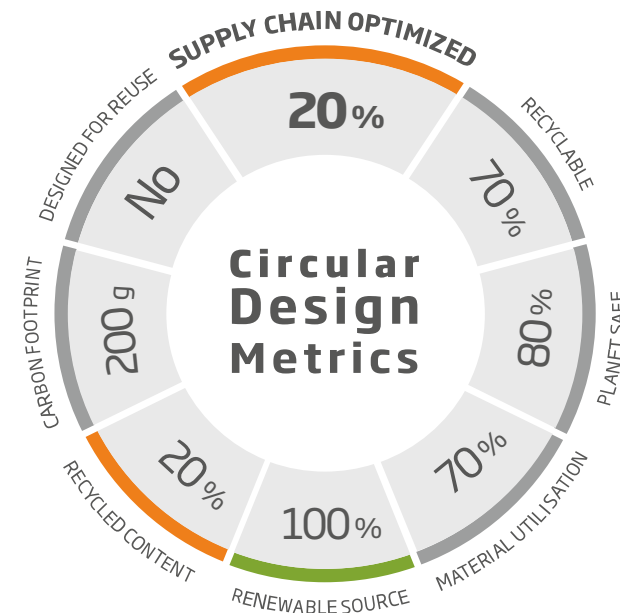 SUPPLY CHAIN OPTIMIZED
20%
RECYCLABLE
70%
PLANET SAFE
80%
MATERIAL UTILISATION
70%
RENEWABLE SOURCE
100%
RECYCLED CONTENT
20%
CARBON FOOTPRINT
200 g
DESIGNED FOR REUSE
No
Circular
Design
Metrics